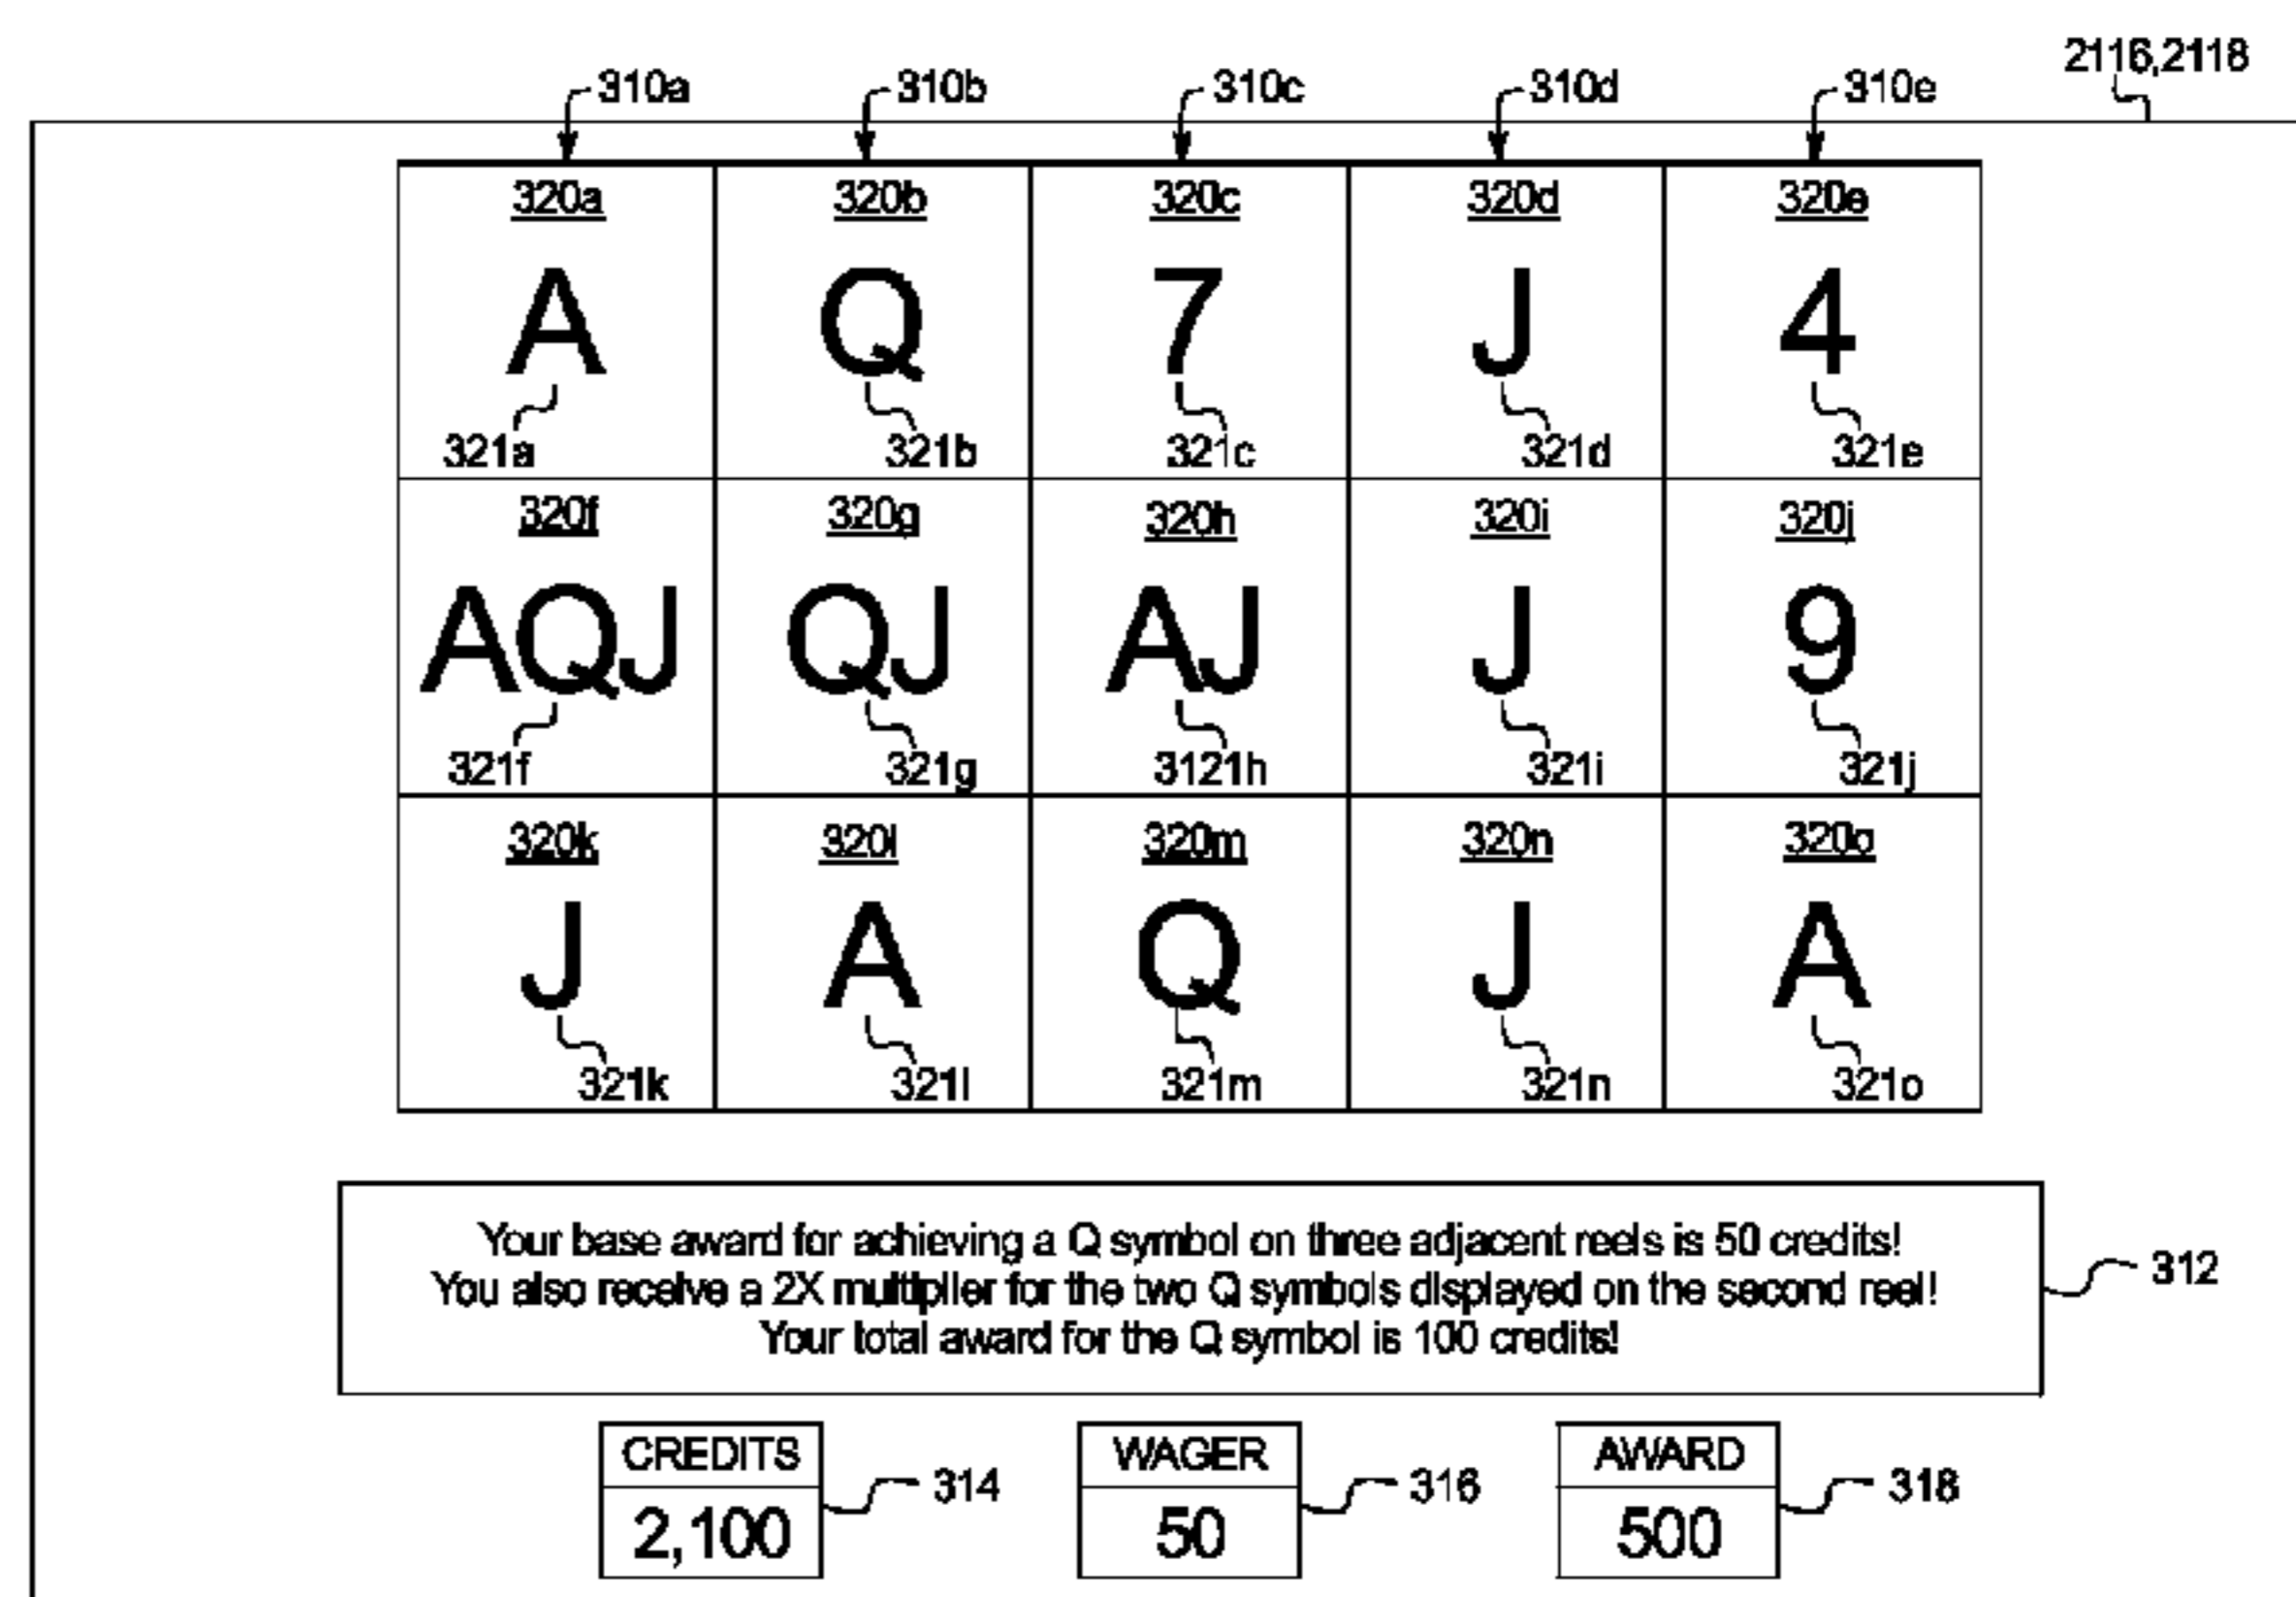 2116,2118
310a 310b 310c 310d 310e
320a 320b 320c 320d 320e
A Q 7 J 4
321a 321b 321c 321d 321e
320f 320g 320h 320i 320j
AQJ QJ AJ J 9
321f 321g 3121h 321i 321j
320k 320l 320m 320n 320o
J A Q J A
321k 321l 321m 321n 321o
Your base award for achieving a Q symbol on three adjacent reels is 50 credits!
You also receive a 2X multiplier for the two Q symbols displayed on the second reel!
Your total award for the Q symbol is 100 credits!
312
CREDITS WAGER AWARD
314 316 318
2,100 50 500